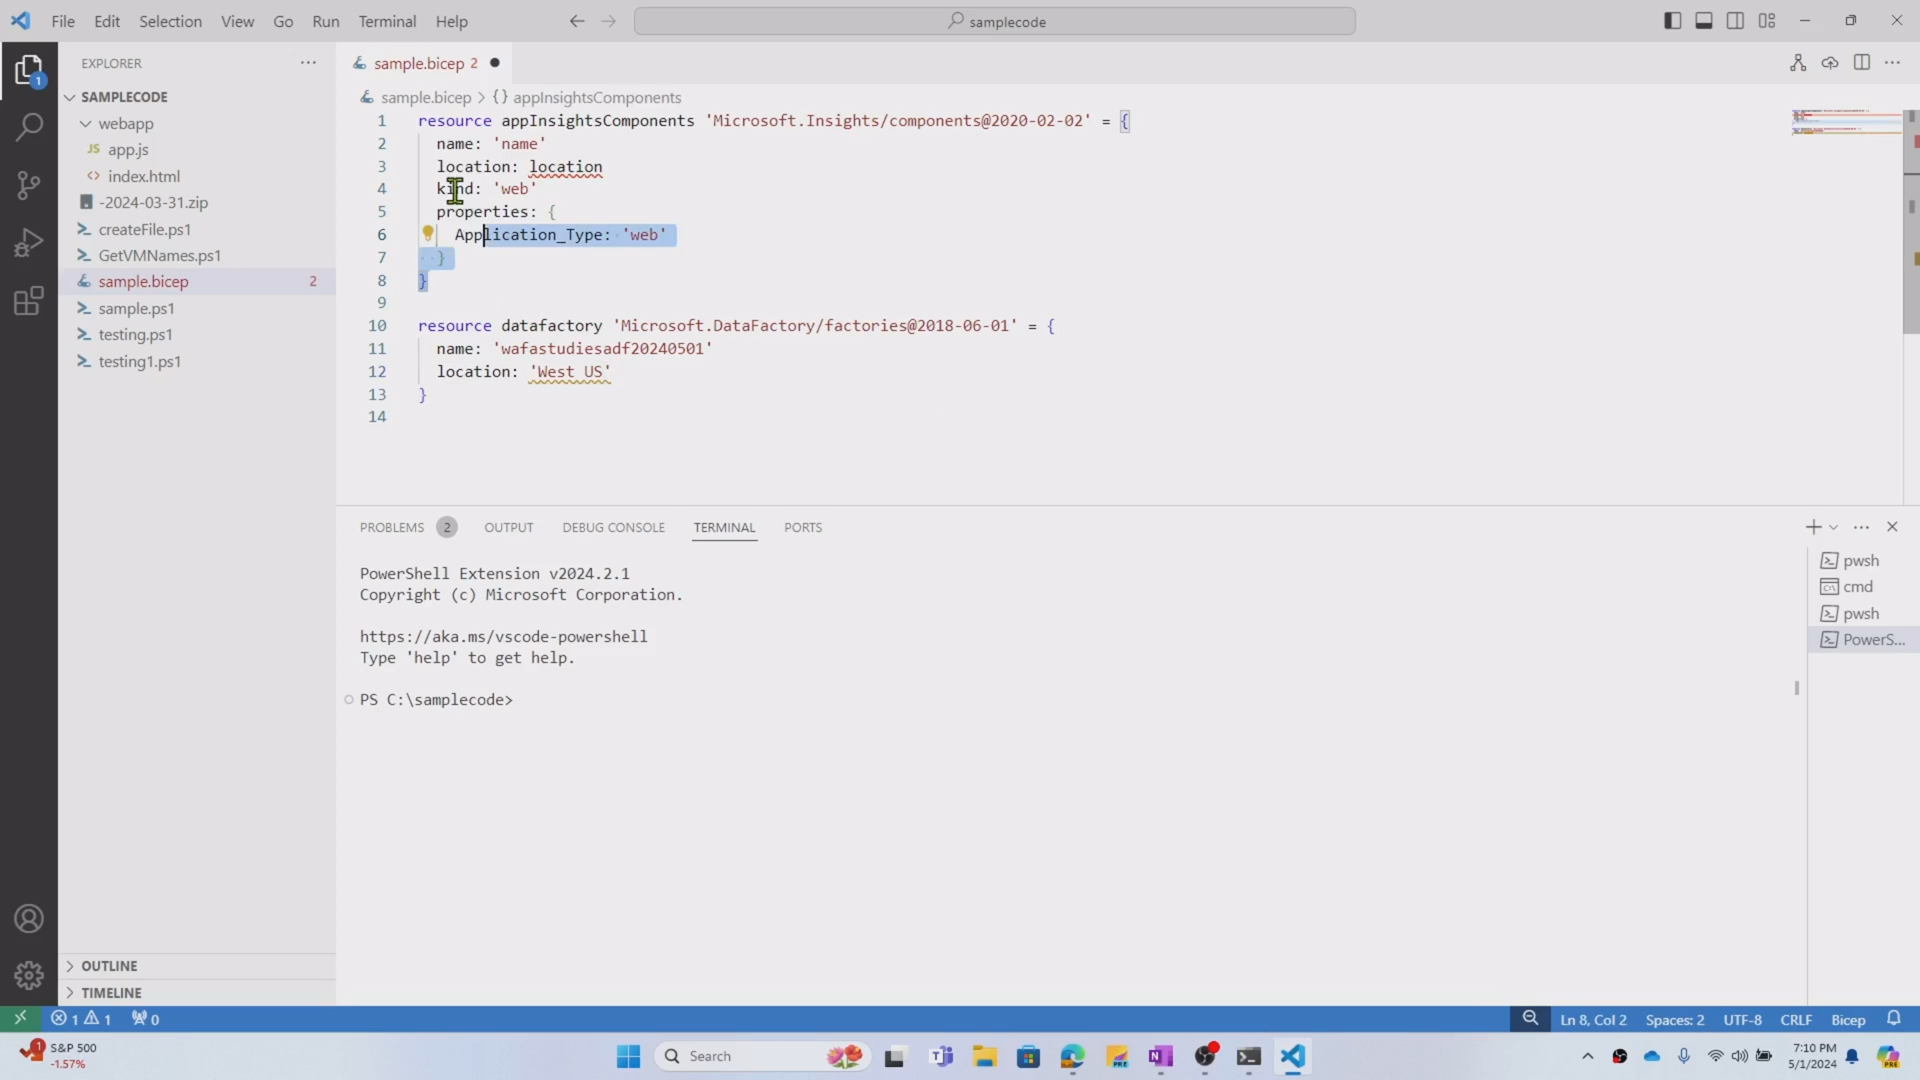 File Edit Selection View Go Run Terminal Help
samplecode
EXPLORER
SAMPLECODE
webapp
JS app.js
<> index.html
-2024-03-31.zip
createFile.ps1
GetVMNames.ps1
sample.bicep 2
sample.ps1
testing.ps1
testing1.ps1
OUTLINE
TIMELINE
1
sample.bicep 2
sample.bicep > {} appInsightsComponents
1 resource appInsightsComponents 'Microsoft.Insights/components@2020-02-02' = {
2 name: 'name'
3 location: location
4 kind: 'web'
5 properties: {
6 Application_Type: 'web'
7 }
8 }
9
10 resource datafactory 'Microsoft.DataFactory/factories@2018-06-01' = {
11 name: 'wafastudiesadf20240501'
12 location: 'West US'
13 }
14
PROBLEMS 2 OUTPUT DEBUG CONSOLE TERMINAL PORTS
PowerShell Extension v2024.2.1
Copyright (c) Microsoft Corporation.
https://aka.ms/vscode-powershell
Type 'help' to get help.
PS C:\samplecode>
pwsh
cmd
pwsh
PowerS...
1 1 0
Ln 8, Col 2 Spaces: 2 UTF-8 CRLF Bicep
1 S&P 500
-1.57%
Search
PRE
7:10 PM
5/1/2024
PRE